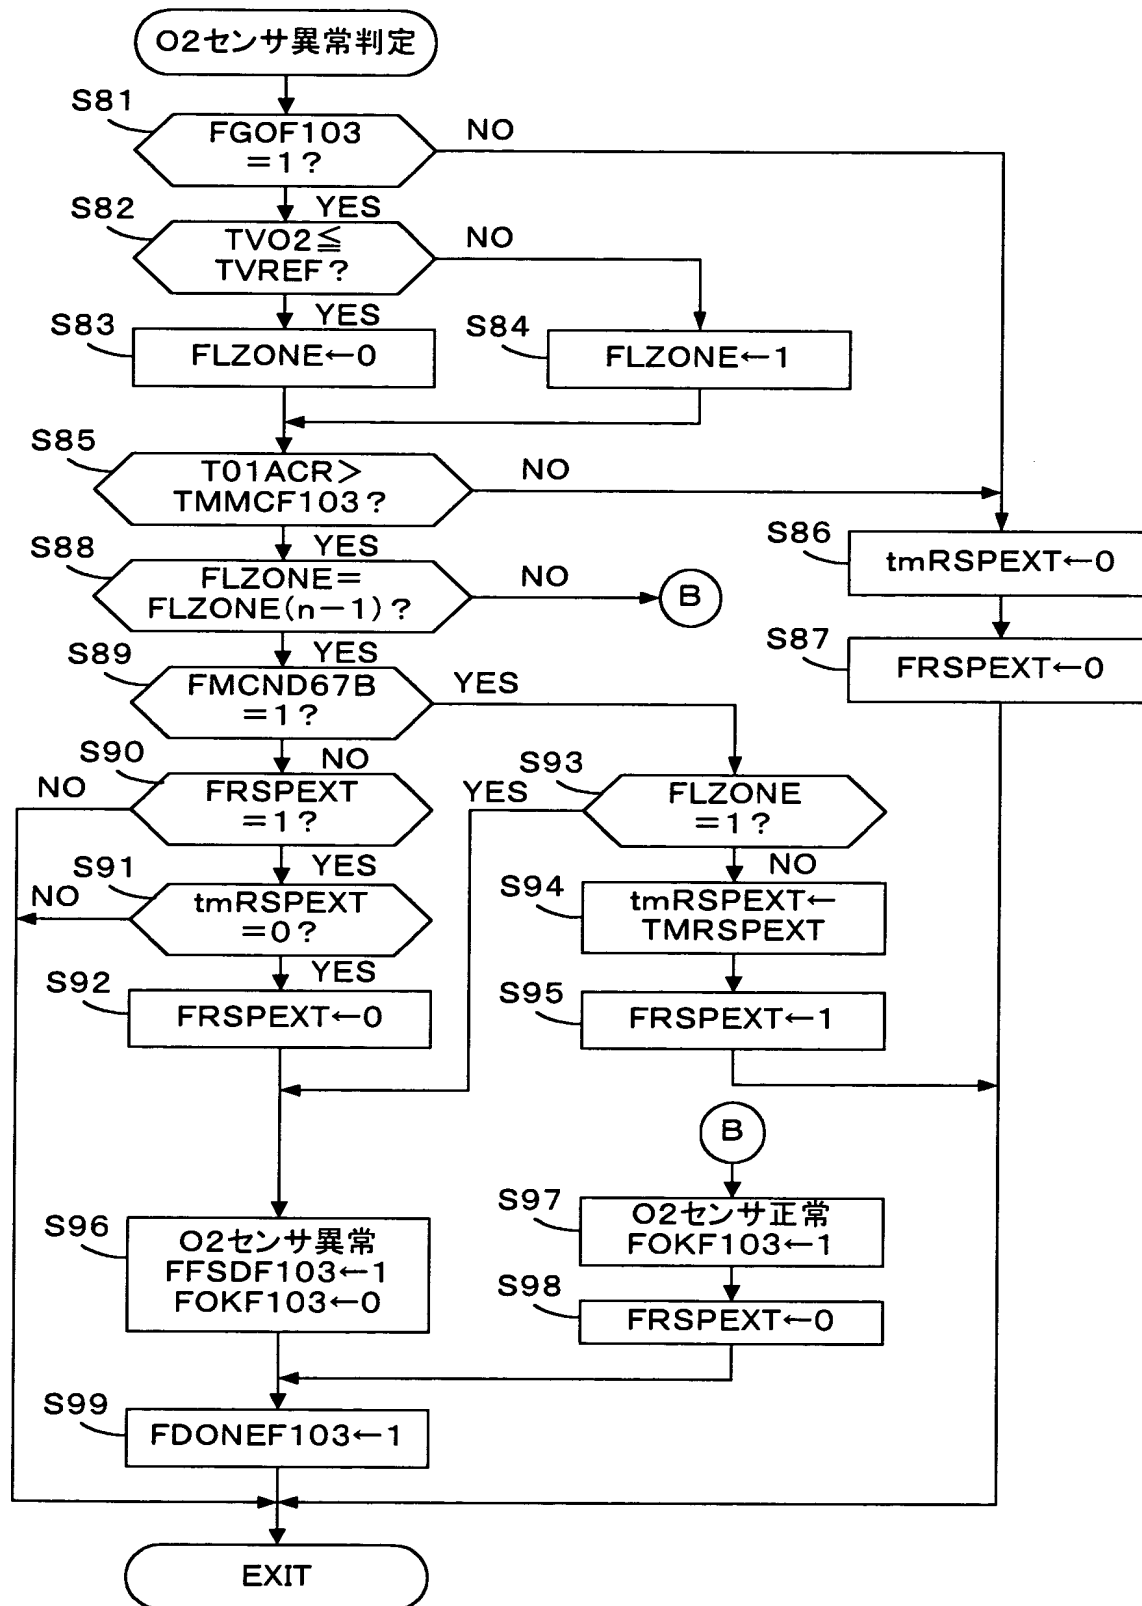 O2センサ異常判定
S81
FGOF103
=1?
NO
YES
S82
TVO2≦
TVREF?
NO
YES
S83
FLZONE←0
S84
FLZONE←1
S85
T01ACR>
TMMCF103?
NO
YES
S86
tmRSPEXT←0
S87
FRSPEXT←0
S88
FLZONE=
FLZONE(n-1)?
NO
B
YES
S89
FMCND67B
=1?
YES
NO
S90
FRSPEXT
=1?
NO
YES
S93
FLZONE
=1?
YES
NO
S91
tmRSPEXT
=0?
NO
YES
S94
tmRSPEXT←
TMRSPEXT
S92
FRSPEXT←0
S95
FRSPEXT←1
B
S96
O2センサ異常
FFSDF103←1
FOKF103←0
S97
O2センサ正常
FOKF103←1
S98
FRSPEXT←0
S99
FDONEF103←1
EXIT